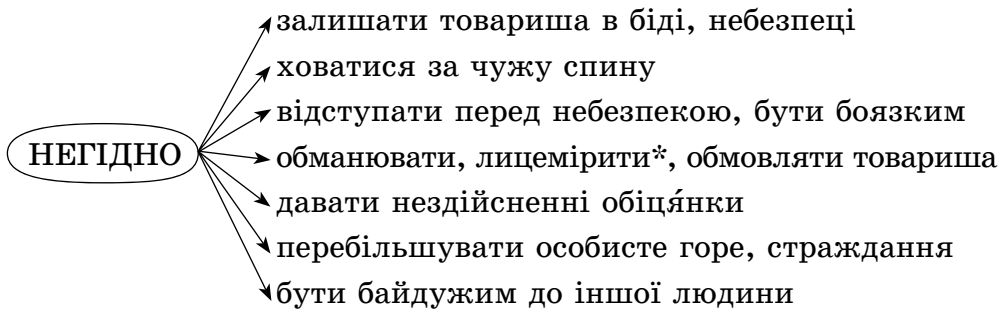 залишати товариша в біді, небезпеці
ховатися за чужу спину
відступати перед небезпекою, бути боязким
НЕГІДНО
обманювати, лицемірити*, обмовляти товариша
давати нездійсненні обіця́нки
перебільшувати особисте горе, страждання
бути байдужим до іншої людини